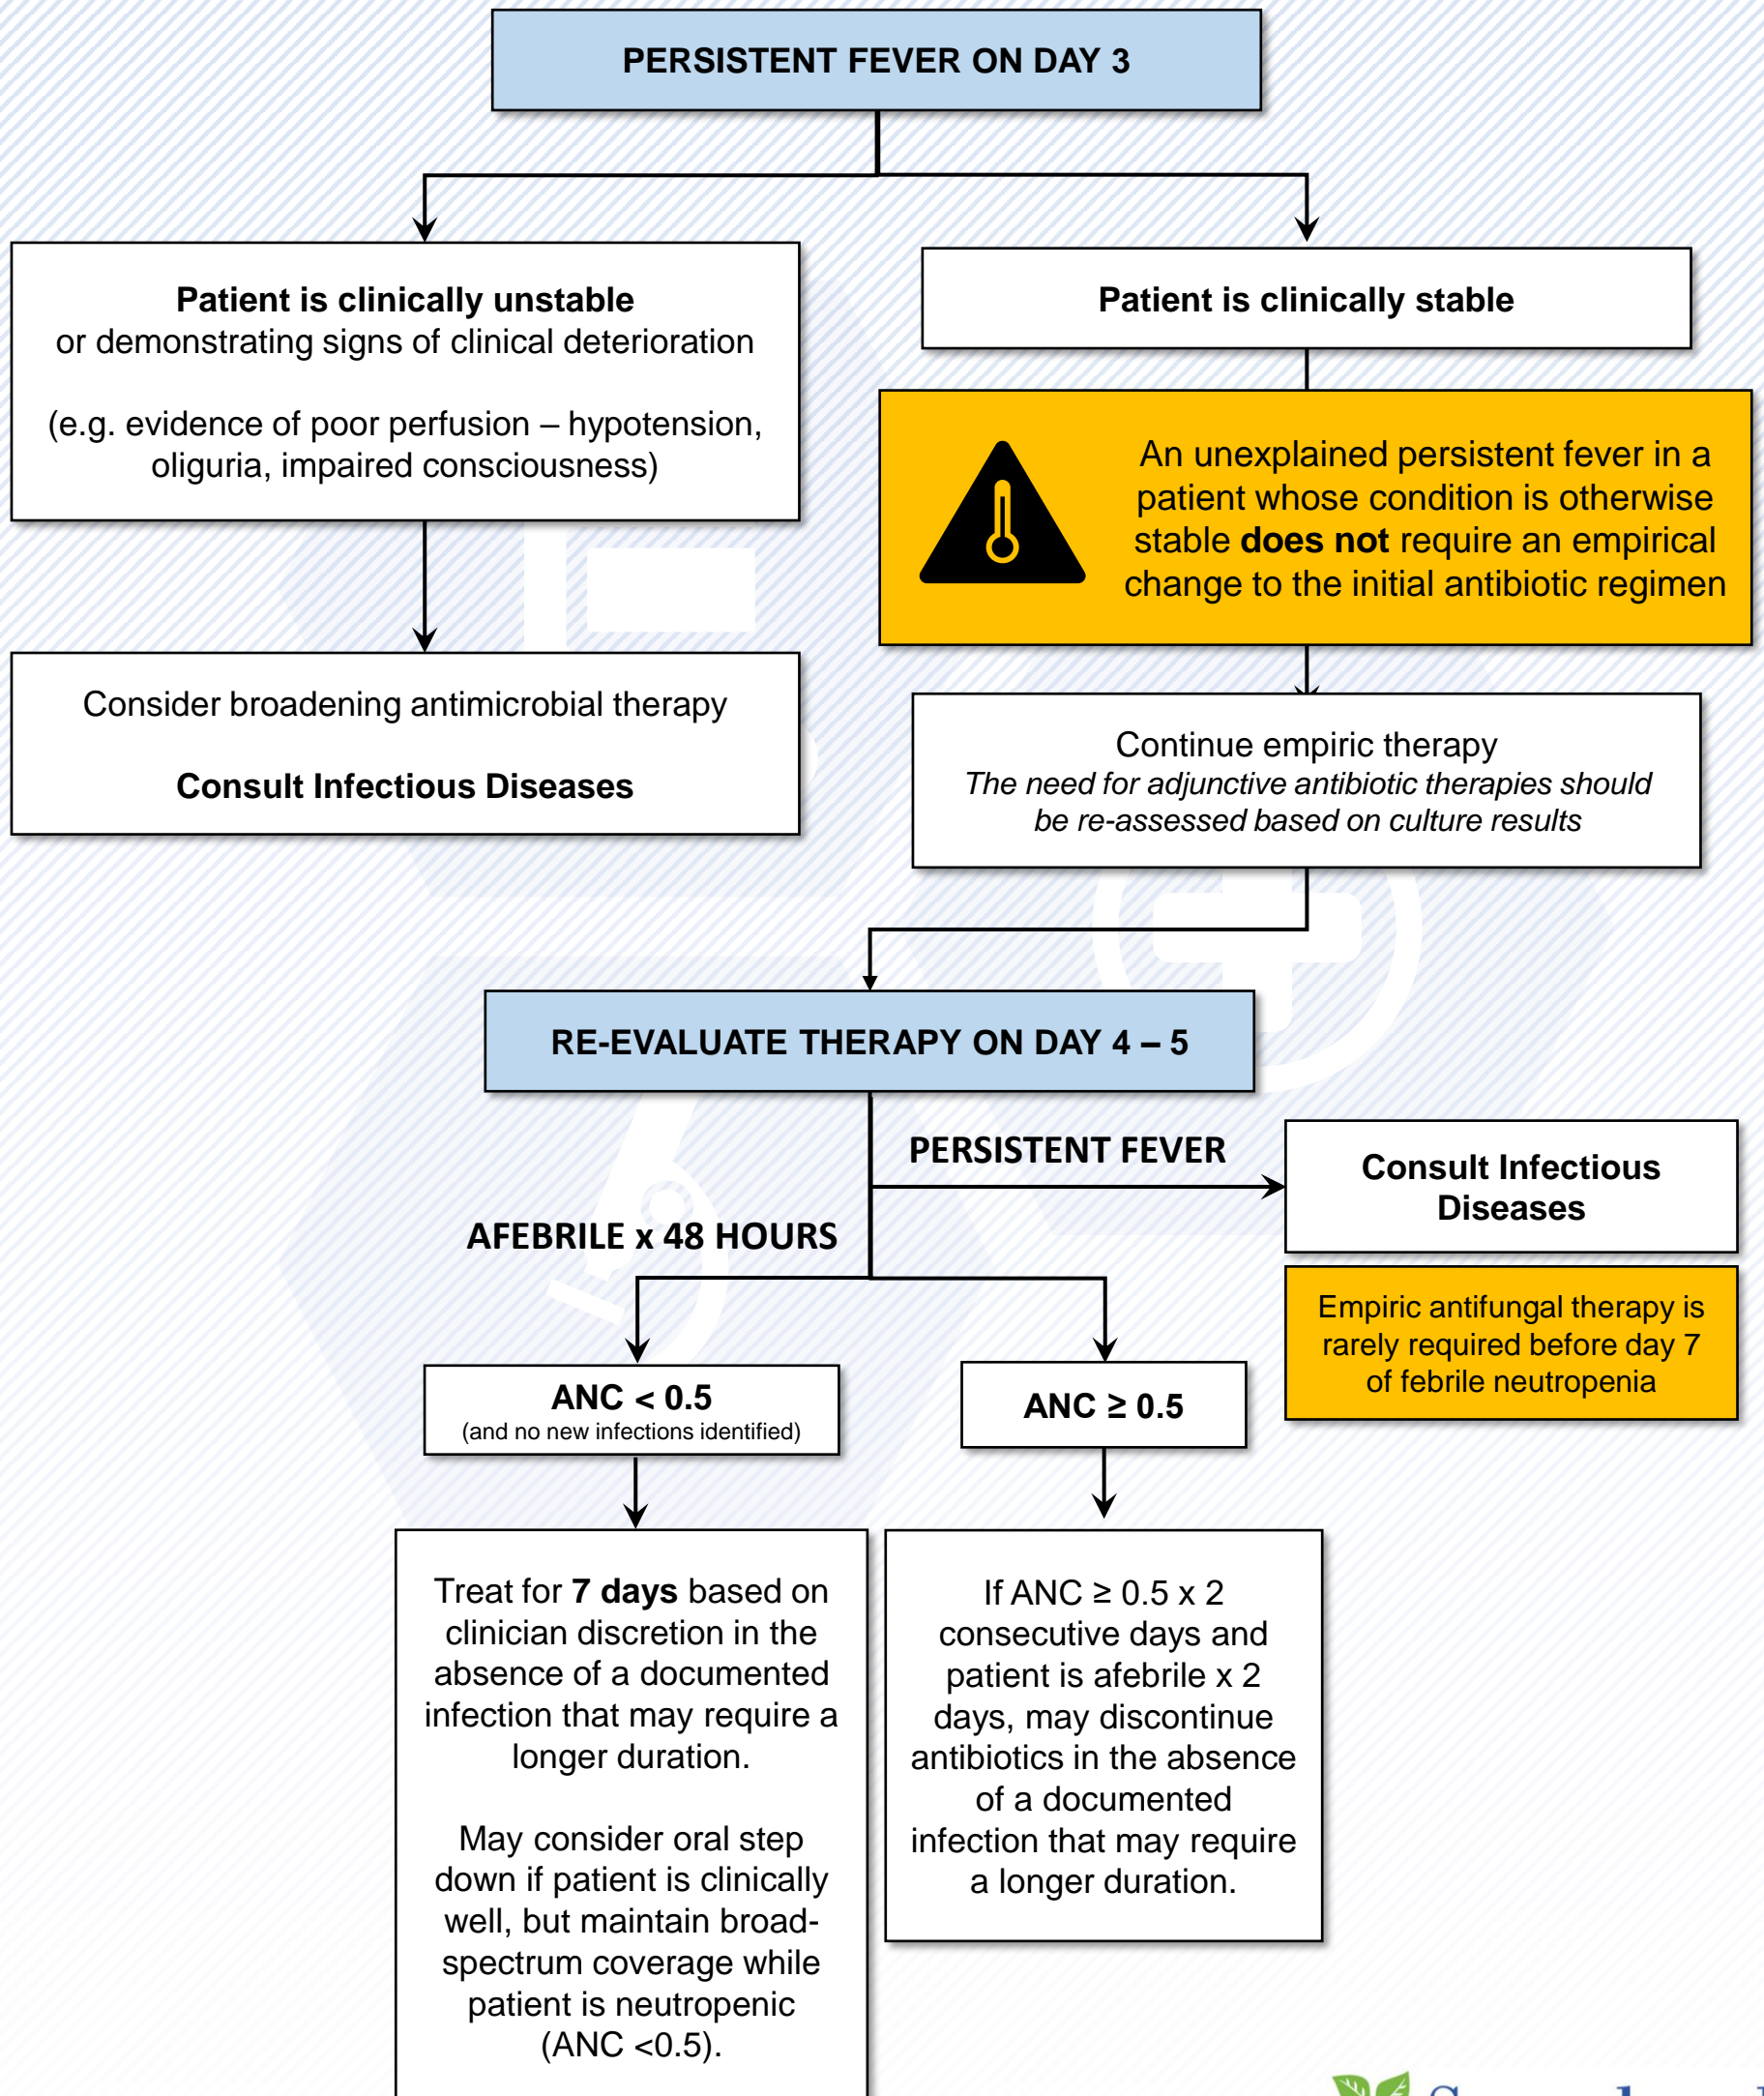 PERSISTENT FEVER ON DAY 3
Patient is clinically unstable
or demonstrating signs of clinical deterioration
(e.g. evidence of poor perfusion – hypotension,
oliguria, impaired consciousness)
Consider broadening antimicrobial therapy
Consult Infectious Diseases
Patient is clinically stable
An unexplained persistent fever in a
patient whose condition is otherwise
stable does not require an empirical
change to the initial antibiotic regimen
Continue empiric therapy
The need for adjunctive antibiotic therapies should
be re-assessed based on culture results
RE-EVALUATE THERAPY ON DAY 4 – 5
PERSISTENT FEVER
Consult Infectious
Diseases
Empiric antifungal therapy is
rarely required before day 7
of febrile neutropenia
AFEBRILE x 48 HOURS
ANC < 0.5
(and no new infections identified)
Treat for 7 days based on
clinician discretion in the
absence of a documented
infection that may require a
longer duration.
May consider oral step
down if patient is clinically
well, but maintain broad-
spectrum coverage while
patient is neutropenic
(ANC <0.5).
ANC ≥ 0.5
If ANC ≥ 0.5 x 2
consecutive days and
patient is afebrile x 2
days, may discontinue
antibiotics in the absence
of a documented
infection that may require
a longer duration.